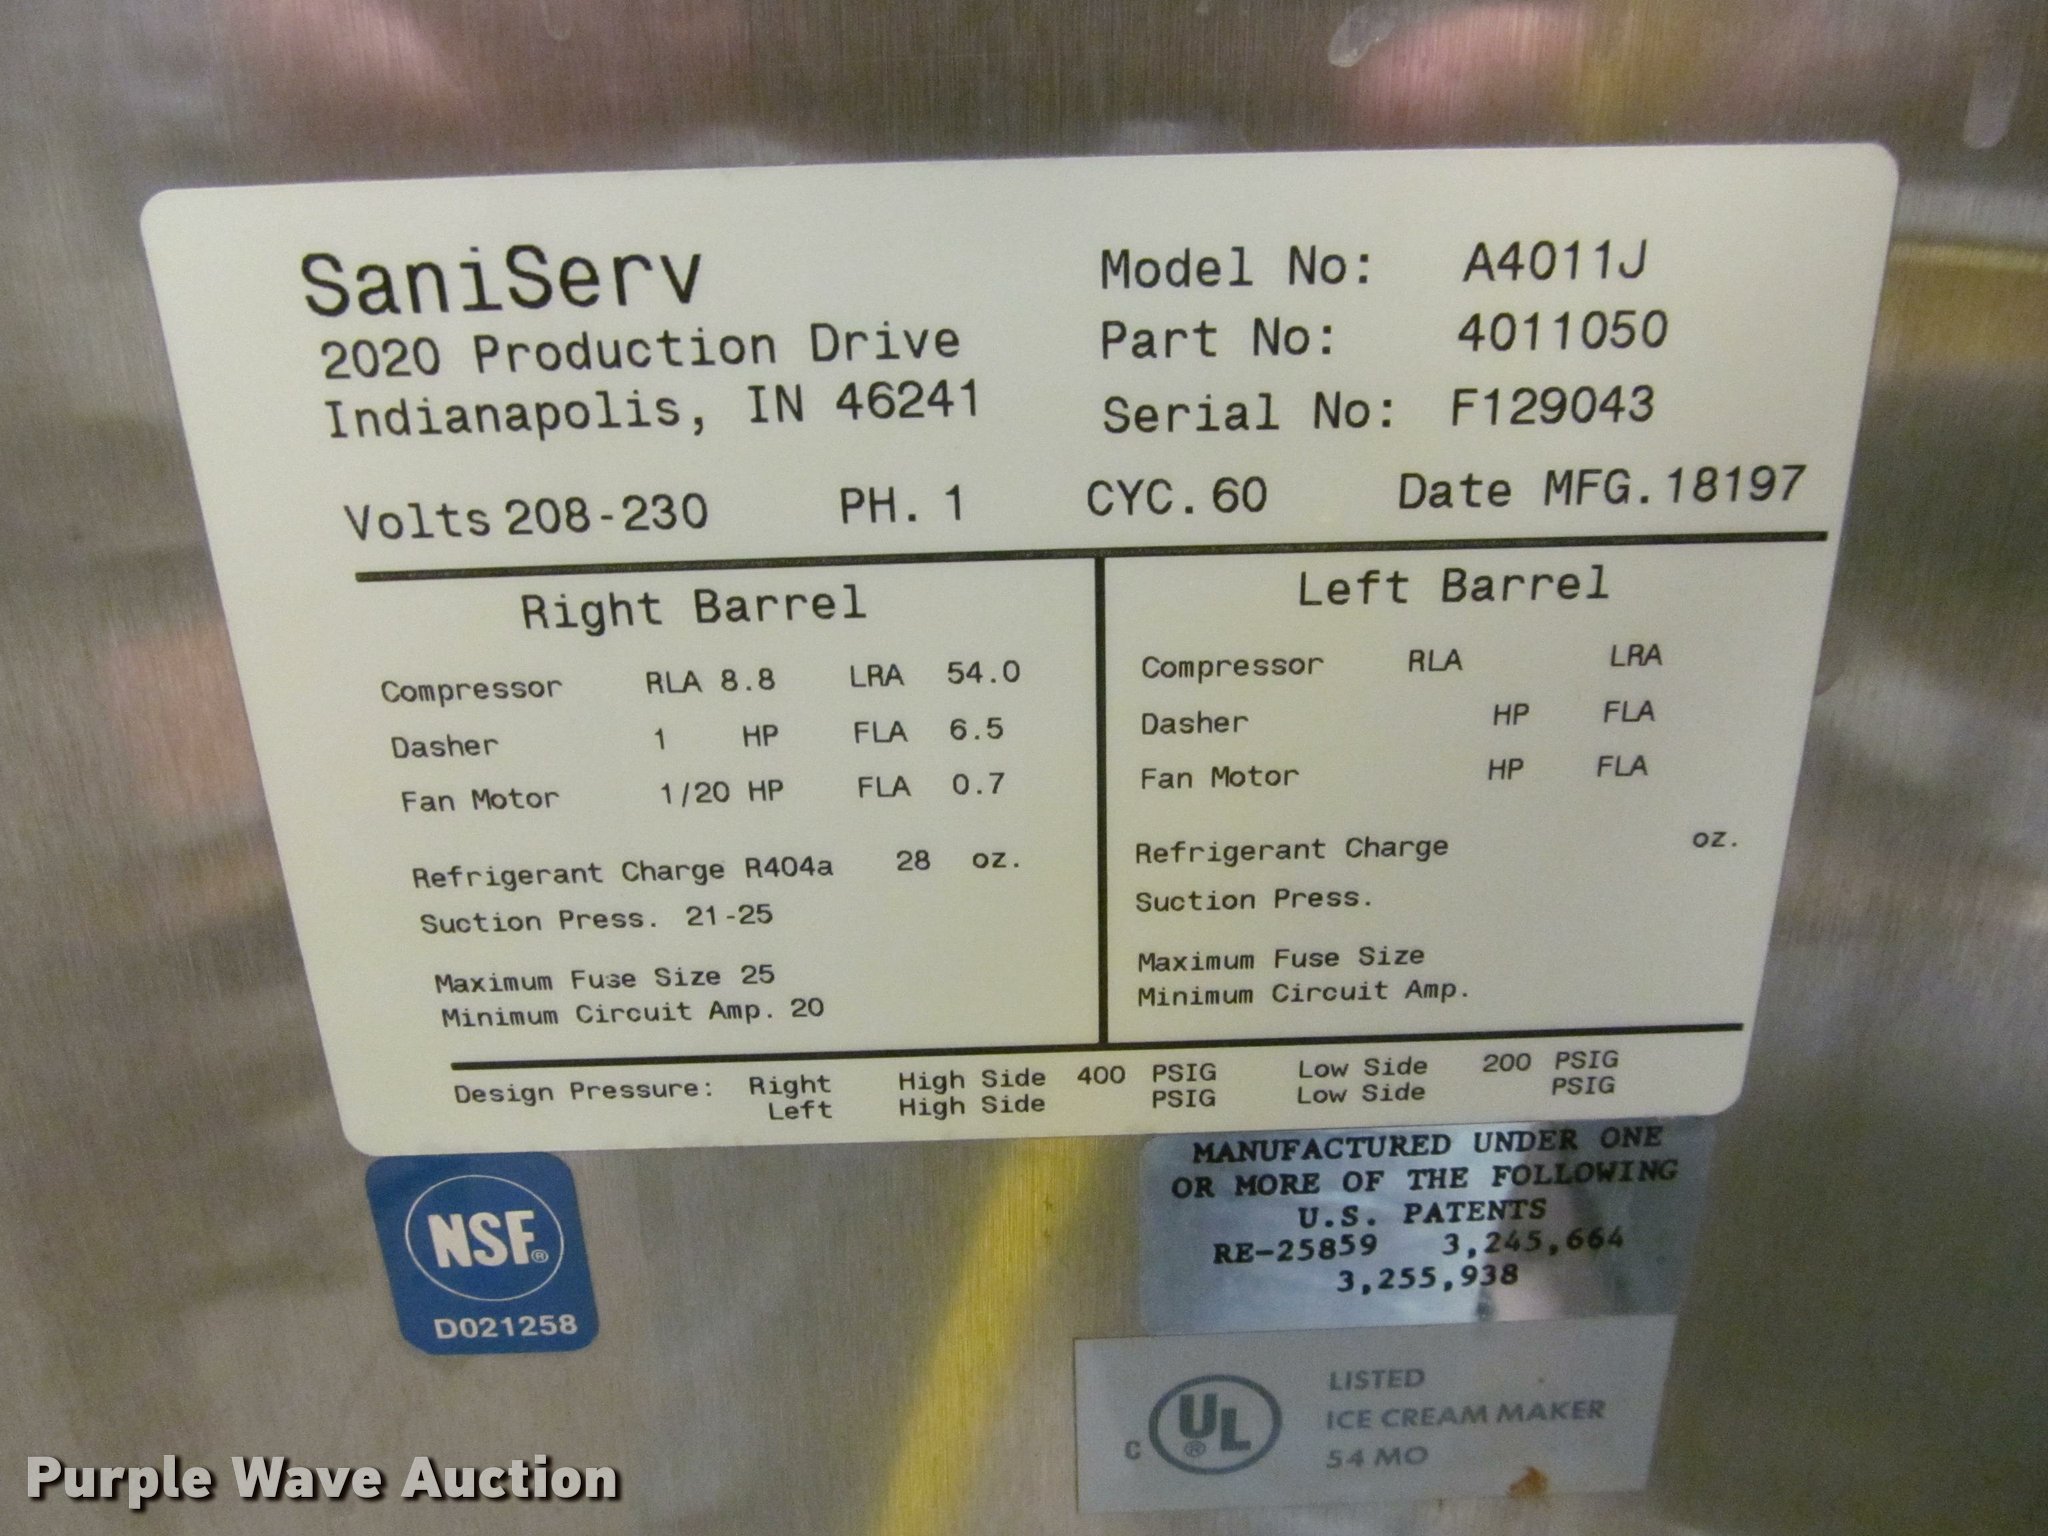 SaniServ
2020 Production Drive
Indianapolis, IN 46241
Model No: A4011J
Part No: 4011050
Serial No: F129043
Volts 208-230 PH. 1 CYC. 60 Date MFG. 18197
Right Barrel
Compressor RLA 8.8 LRA 54.0
Dasher 1 HP FLA 6.5
Fan Motor 1/20 HP FLA 0.7
Refrigerant Charge R404a 28 oz.
Suction Press. 21-25
Maximum Fuse Size 25
Minimum Circuit Amp. 20
Left Barrel
Compressor RLA LRA
Dasher HP FLA
Fan Motor HP FLA
Refrigerant Charge oz.
Suction Press.
Maximum Fuse Size
Minimum Circuit Amp.
Design Pressure: Right High Side 400 PSIG Low Side 200 PSIG
Left High Side PSIG Low Side PSIG
NSF®
D021258
MANUFACTURED UNDER ONE
OR MORE OF THE FOLLOWING
U.S. PATENTS
RE-25859 3,245,664
3,255,938
C UL ®
LISTED
ICE CREAM MAKER
54 MO
Purple Wave Auction